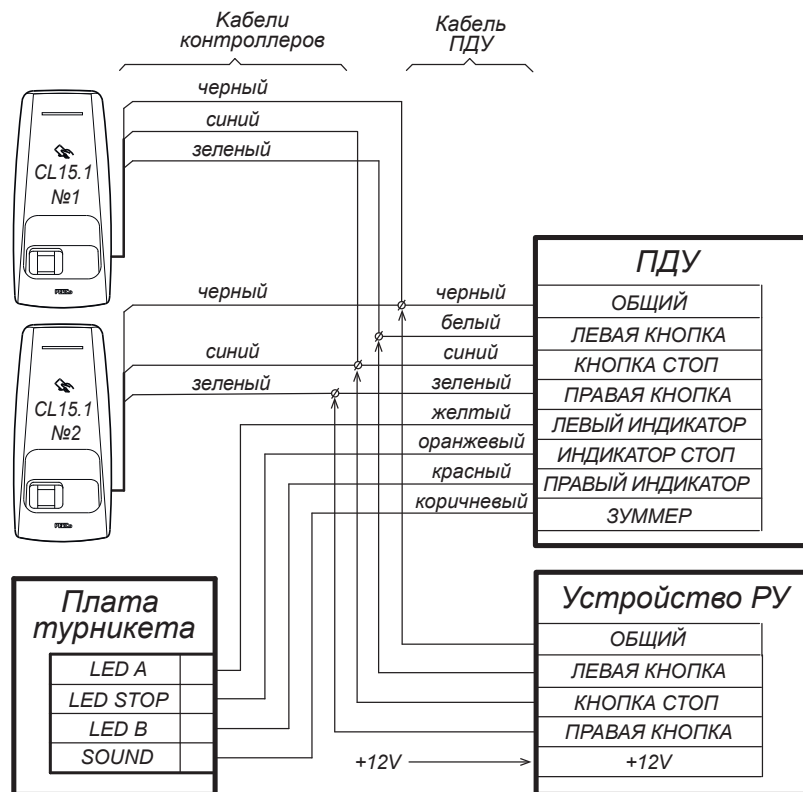 Кабели
контроллеров
Кабель
ПДУ
черный
синий
зеленый
CL15.1
№1
черный
синий
зеленый
CL15.1
№2
черный
белый
синий
зеленый
желтый
оранжевый
красный
коричневый
ПДУ
ОБЩИЙ
ЛЕВАЯ КНОПКА
КНОПКА СТОП
ПРАВАЯ КНОПКА
ЛЕВЫЙ ИНДИКАТОР
ИНДИКАТОР СТОП
ПРАВЫЙ ИНДИКАТОР
ЗУММЕР
Плата
турникета
LED A
LED STOP
LED B
SOUND
Устройство РУ
ОБЩИЙ
ЛЕВАЯ КНОПКА
КНОПКА СТОП
ПРАВАЯ КНОПКА
+12V
+12V